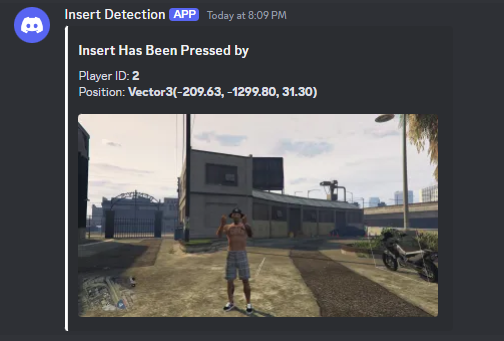 Insert Detection APP Today at 8:09 PM
Insert Has Been Pressed by
Player ID: 2
Position: Vector3(-209.63, -1299.80, 31.30)